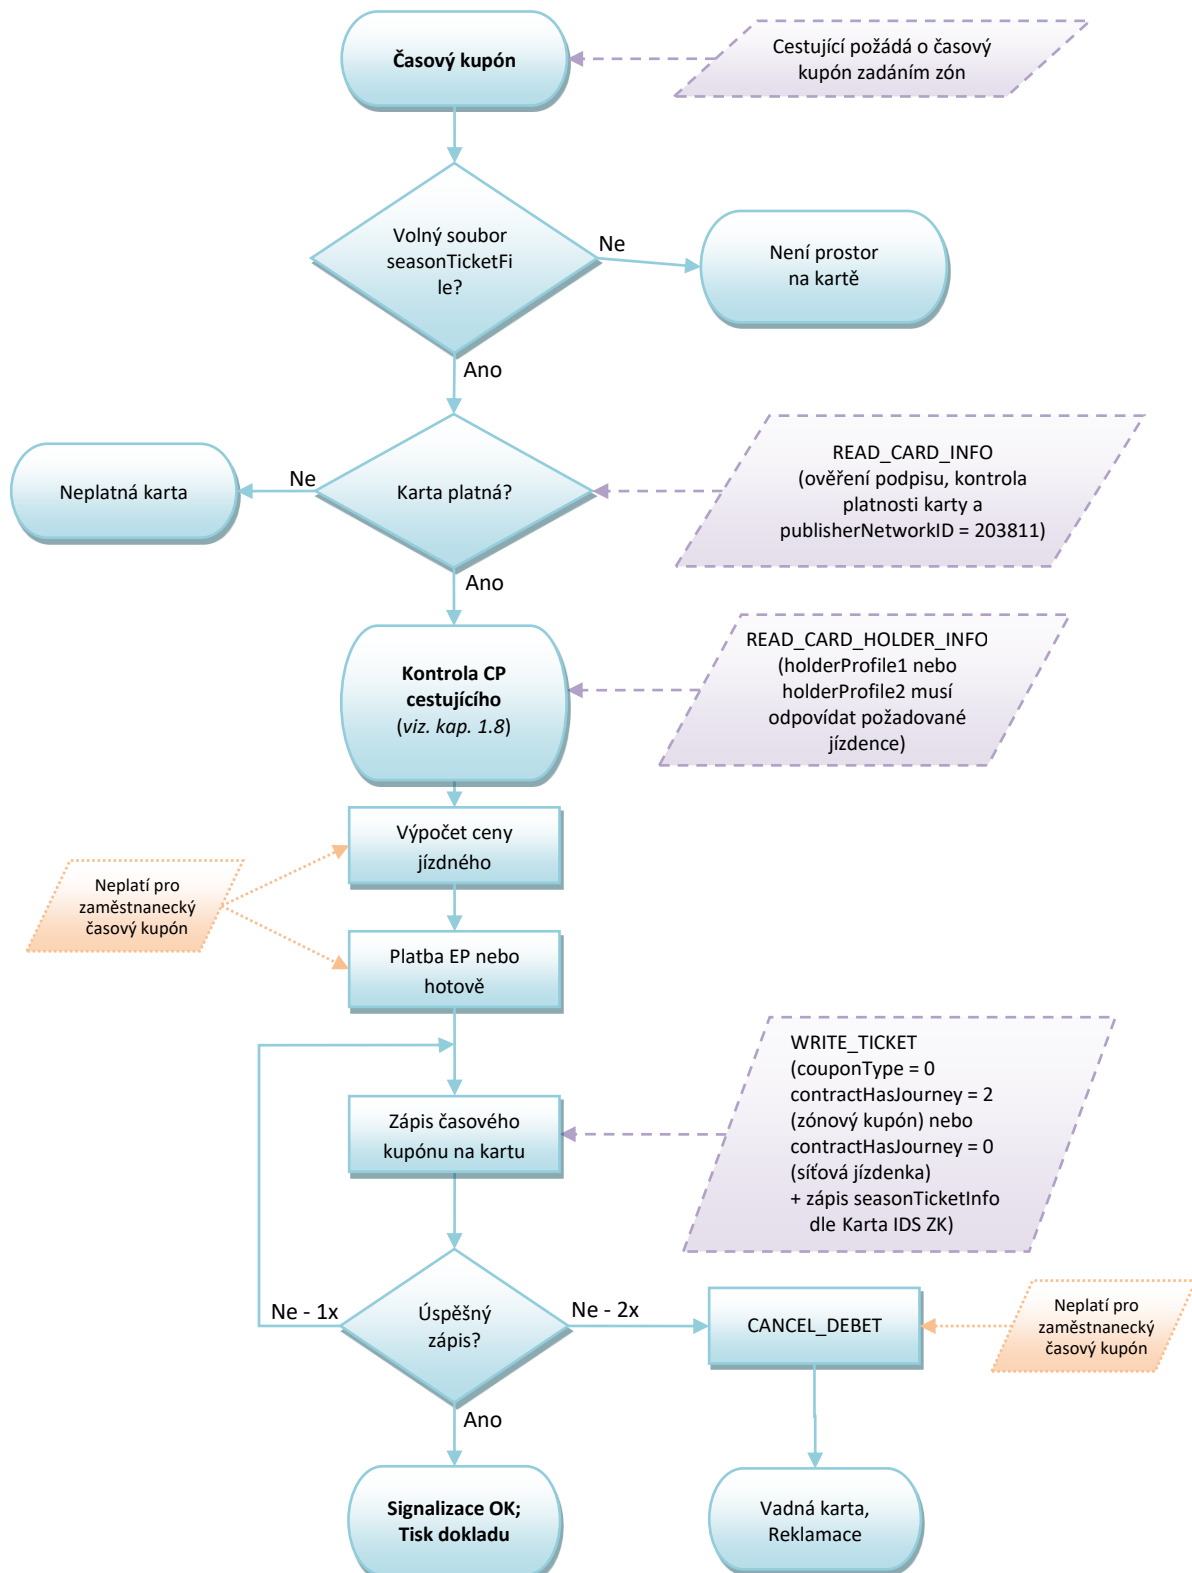 Časový kupón
Cestující požádá o časový
kupón zadáním zón
Volný soubor
seasonTicketFi
le?
Ne
Není prostor
na kartě
Ano
Neplatná karta
Ne
Karta platná?
READ_CARD_INFO
(ověření podpisu, kontrola
platnosti karty a
publisherNetworkID = 203811)
Ano
Kontrola CP
cestujícího
(viz. kap. 1.8)
READ_CARD_HOLDER_INFO
(holderProfile1 nebo
holderProfile2 musí
odpovídat požadované
jízdence)
Výpočet ceny
jízdného
Neplatí pro
zaměstnanecký
časový kupón
Platba EP nebo
hotově
WRITE_TICKET
(couponType = 0
contractHasJourney = 2
(zónový kupón) nebo
contractHasJourney = 0
(síťová jízdenka)
+ zápis seasonTicketInfo
dle Karta IDS ZK)
Zápis časového
kupónu na kartu
Ne - 1x
Úspěšný
zápis?
Ne - 2x
CANCEL_DEBET
Neplatí pro
zaměstnanecký
časový kupón
Ano
Signalizace OK;
Tisk dokladu
Vadná karta,
Reklamace